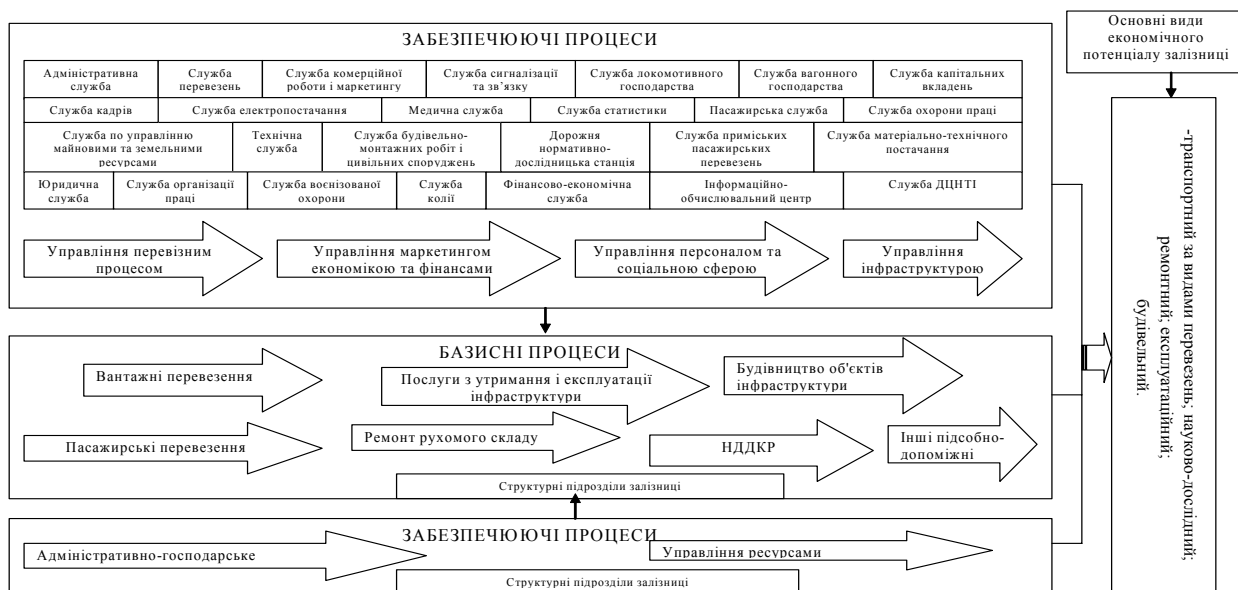 ЗАБЕЗПЕЧЮЮЧІ ПРОЦЕСИ
Адміністративна
служба
Служба
перевезень
Служба комерційної
роботи і маркетингу
Служба сигналізації
та зв’язку
Служба локомотивного
господарства
Служба вагонного
господарства
Служба капітальних
вкладень
Служба кадрів
Служба електропостачання
Медична служба
Служба статистики
Пасажирська служба
Служба охорони праці
Служба по управлінню
майновими та земельними
ресурсами
Технічна
служба
Служба будівельно-
монтажних робіт і
цивільних споруджень
Дорожня
нормативно-
дослідницька станція
Служба приміських
пасажирських
перевезень
Служба матеріально-технічного
постачання
Юридична
служба
Служба організації
праці
Служба воєнізованої
охорони
Служба
колії
Фінансово-економічна
служба
Інформаційно-
обчислювальний центр
Служба ДЦНТІ
Управління перевізним
процесом
Управління маркетингом
економікою та фінансами
Управління персоналом та
соціальною сферою
Управління
інфраструктурою
БАЗИСНІ ПРОЦЕСИ
Вантажні перевезення
Послуги з утримання і експлуатації
інфраструктури
Будівництво об'єктів
інфраструктури
Пасажирські перевезення
Ремонт рухомого складу
НДДКР
Інші підсобно-
допоміжні
Структурні підрозділи залізниці
ЗАБЕЗПЕЧЮЮЧІ ПРОЦЕСИ
Адміністративно-господарське
Управління ресурсами
Структурні підрозділи залізниці
Основні види
економічного
потенціалу залізниці
-транспортний за видами перевезень; науково-дослідний;
ремонтний; експлуатаційний;
будівельний.